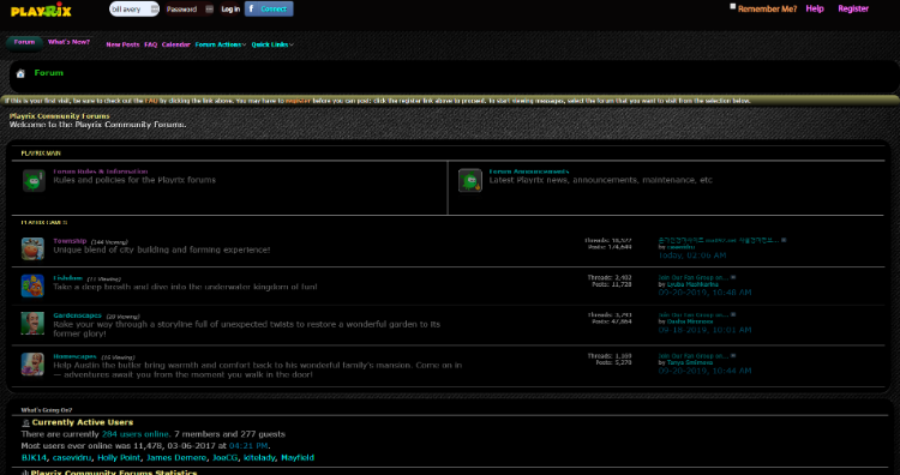 PLAYRIX
bill avery Password Log in f Connect Remember Me? Help Register
Forum What's New? New Posts FAQ Calendar Forum Actions Quick Links
Forum
If this is your first visit, be sure to check out the FAQ by clicking the link above. You may have to register before you can post: click the register link above to proceed. To start viewing messages, select the forum that you want to visit from the selection below.
Playrix Community Forums
Welcome to the Playrix Community Forums.
PLAYRIX MAIN
Forum Rules & Information
Rules and policies for the Playrix forums
Forum Announcements
Latest Playrix news, announcements, maintenance, etc
PLAYRIX GAMES
Township (144 Viewing)
Unique blend of city building and farming experience!
Threads: 18,577
Posts: 174,644
by casevidru
Today, 02:06 AM
Fishdom (11 Viewing)
Take a deep breath and dive into the underwater kingdom of fun!
Threads: 2,402
Posts: 11,728
Join Our Fan Group on...
by Lyuba Mashkarina
09-20-2019, 10:48 AM
Gardenscapes (28 Viewing)
Rake your way through a storyline full of unexpected twists to restore a wonderful garden to its
former glory!
Threads: 3,793
Posts: 47,884
Join Our Fan Group on...
by Dasha Mironova
09-18-2019, 10:01 AM
Homescapes (16 Viewing)
Help Austin the butler bring warmth and comfort back to his wonderful family's mansion. Come on in
— adventures await you from the moment you walk in the door!
Threads: 1,169
Posts: 5,270
Join Our Fan Group on...
by Tanya Smirnova
09-20-2019, 10:44 AM
What's Going On?
Currently Active Users
There are currently 284 users online. 7 members and 277 guests
Most users ever online was 11,478, 03-06-2017 at 04:21 PM.
BJK14, casevidru, Holly Point, James Demere, JoeCG, kitelady, Mayfield
Playrix Community Forums Statistics